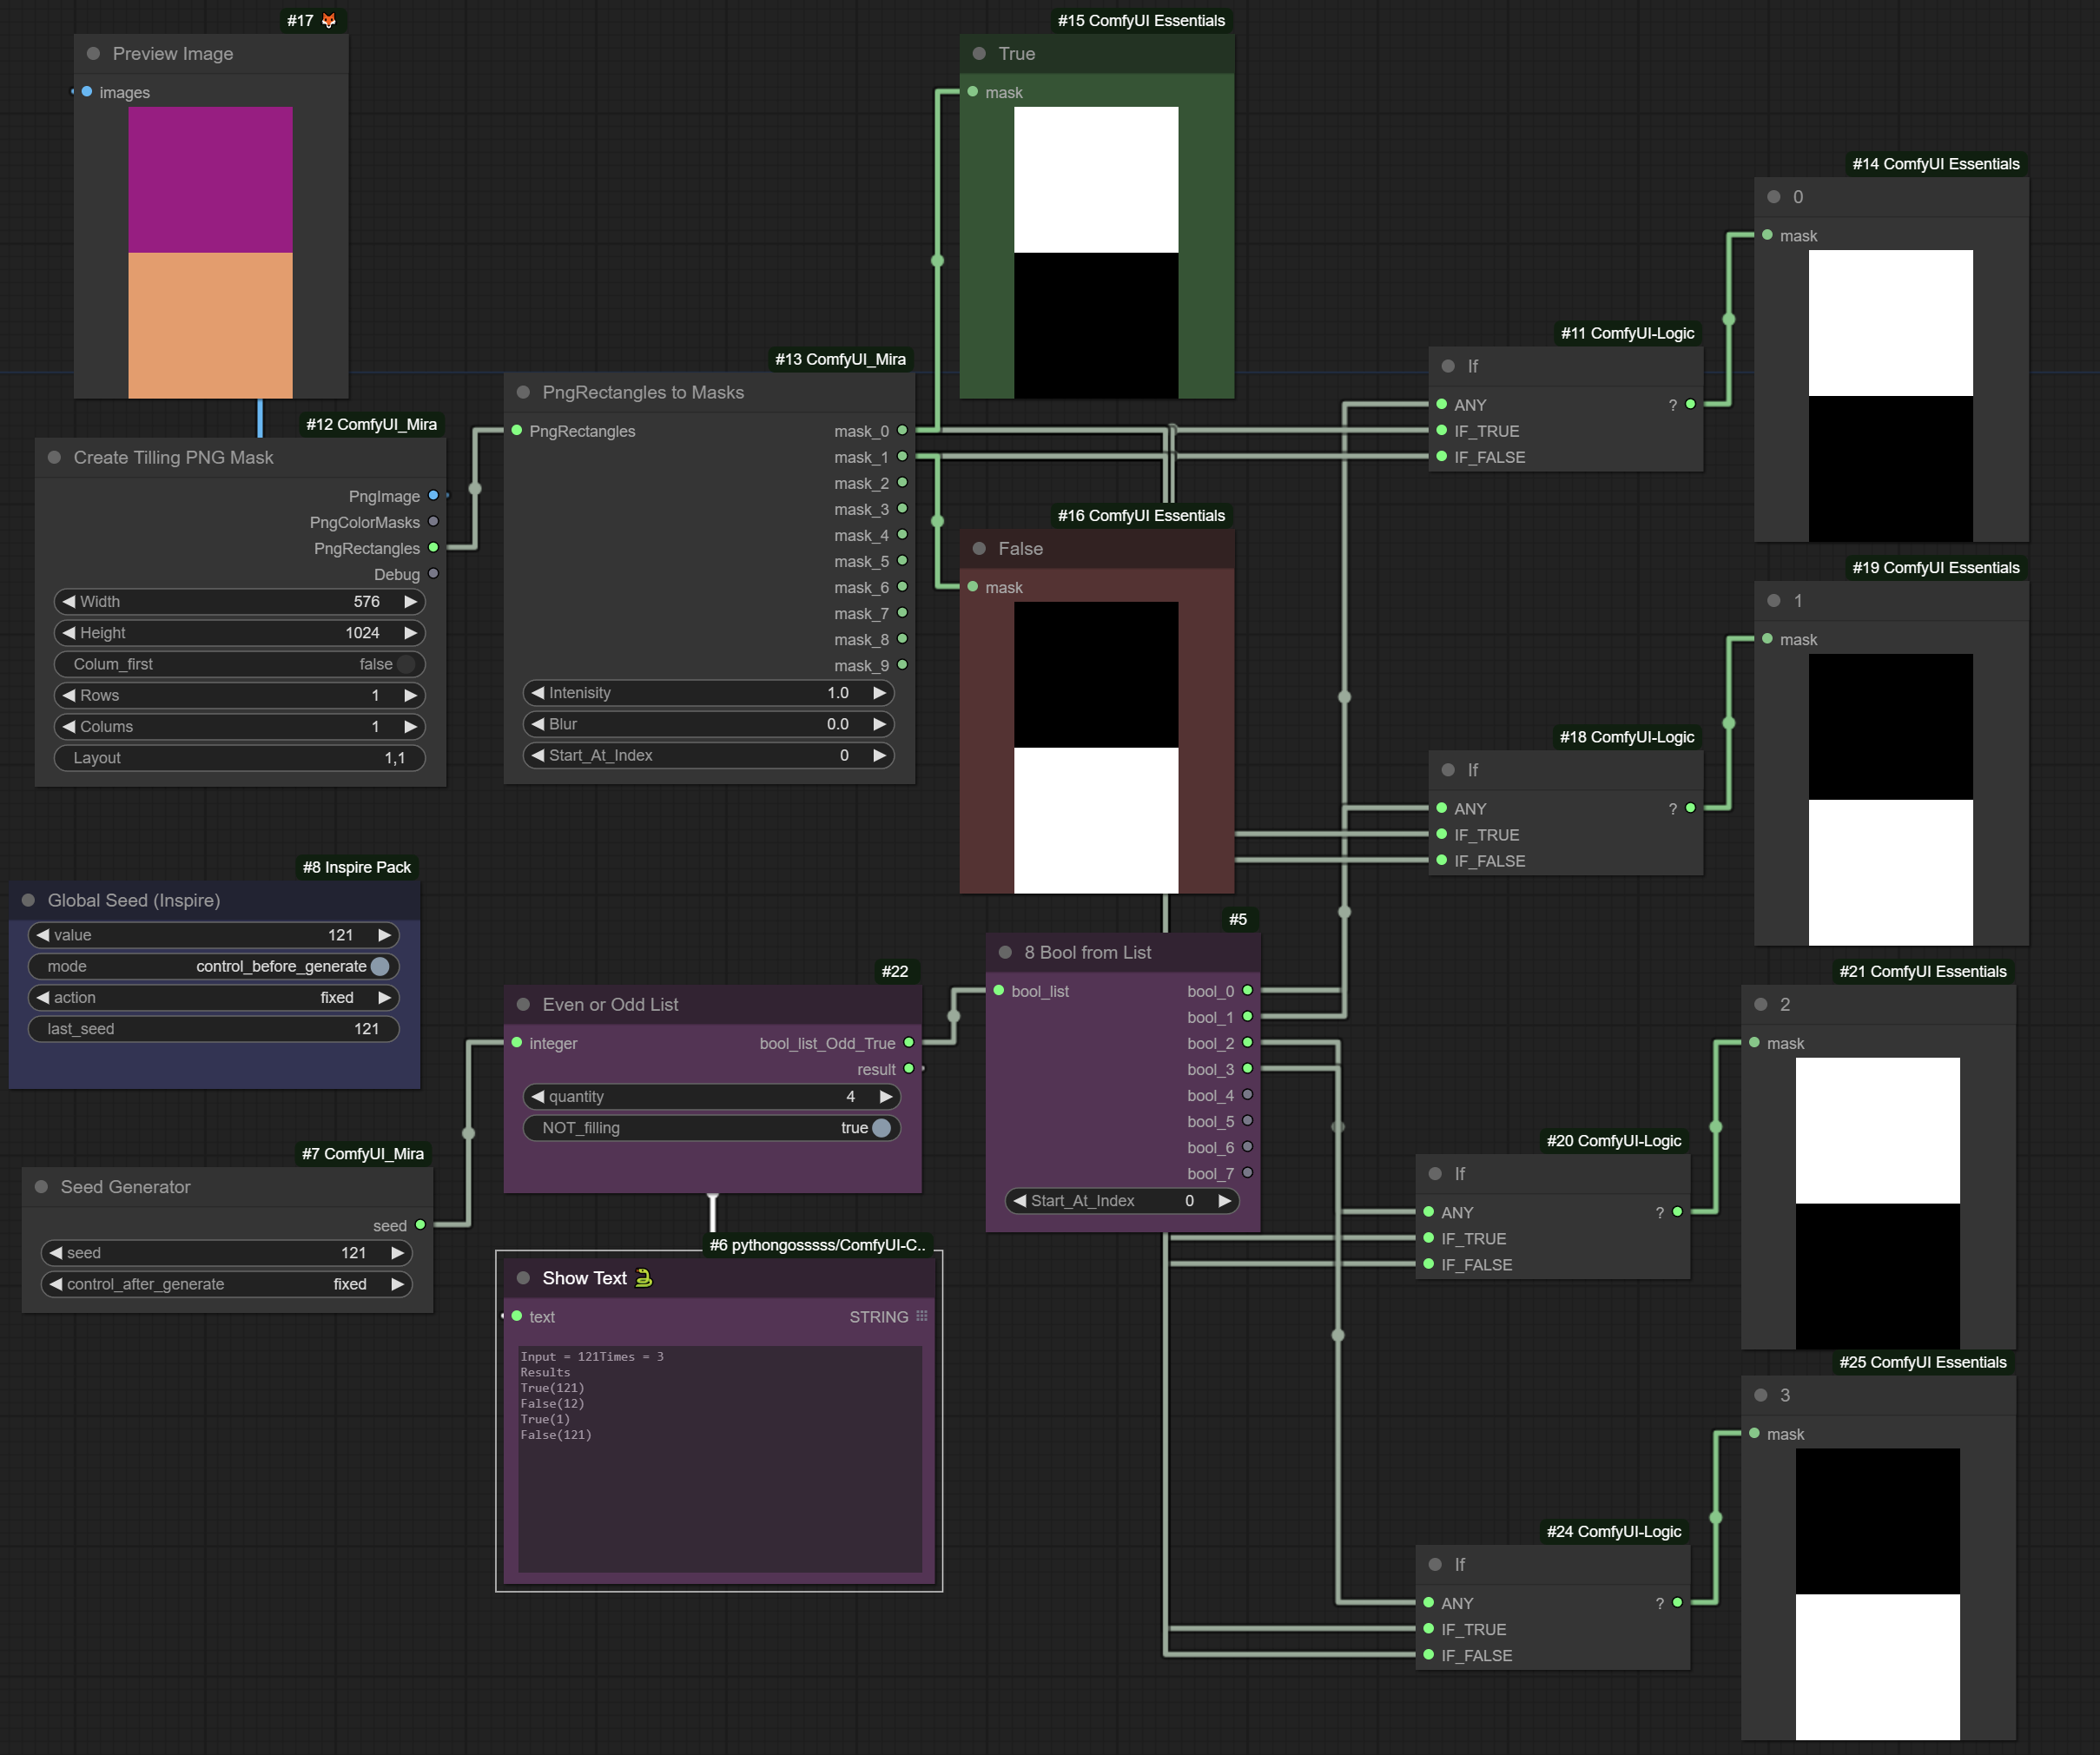 #17 🦊
Preview Image
images
#12 ComfyUI_Mira
Create Tilling PNG Mask
PngImage
PngColorMasks
PngRectangles
Debug
Width 576
Height 1024
Colum_first false
Rows 1
Colums 1
Layout 1,1
#13 ComfyUI_Mira
PngRectangles to Masks
PngRectangles mask_0
mask_1
mask_2
mask_3
mask_4
mask_5
mask_6
mask_7
mask_8
mask_9
Intenisity 1.0
Blur 0.0
Start_At_Index 0
#15 ComfyUI Essentials
True
mask
#16 ComfyUI Essentials
False
mask
#8 Inspire Pack
Global Seed (Inspire)
value 121
mode control_before_generate
action fixed
last_seed 121
#7 ComfyUI_Mira
Seed Generator
seed
seed 121
control_after_generate fixed
#22
Even or Odd List
integer bool_list_Odd_True
result
quantity 4
NOT_filling true
#6 pythongosssss/ComfyUI-C..
Show Text 🐍
text STRING
Input = 121Times = 3
Results
True(121)
False(12)
True(1)
False(121)
#5
8 Bool from List
bool_list bool_0
bool_1
bool_2
bool_3
bool_4
bool_5
bool_6
bool_7
Start_At_Index 0
#11 ComfyUI-Logic
If
ANY ?
IF_TRUE
IF_FALSE
#14 ComfyUI Essentials
0
mask
#18 ComfyUI-Logic
If
ANY ?
IF_TRUE
IF_FALSE
#19 ComfyUI Essentials
1
mask
#20 ComfyUI-Logic
If
ANY ?
IF_TRUE
IF_FALSE
#21 ComfyUI Essentials
2
mask
#24 ComfyUI-Logic
If
ANY ?
IF_TRUE
IF_FALSE
#25 ComfyUI Essentials
3
mask